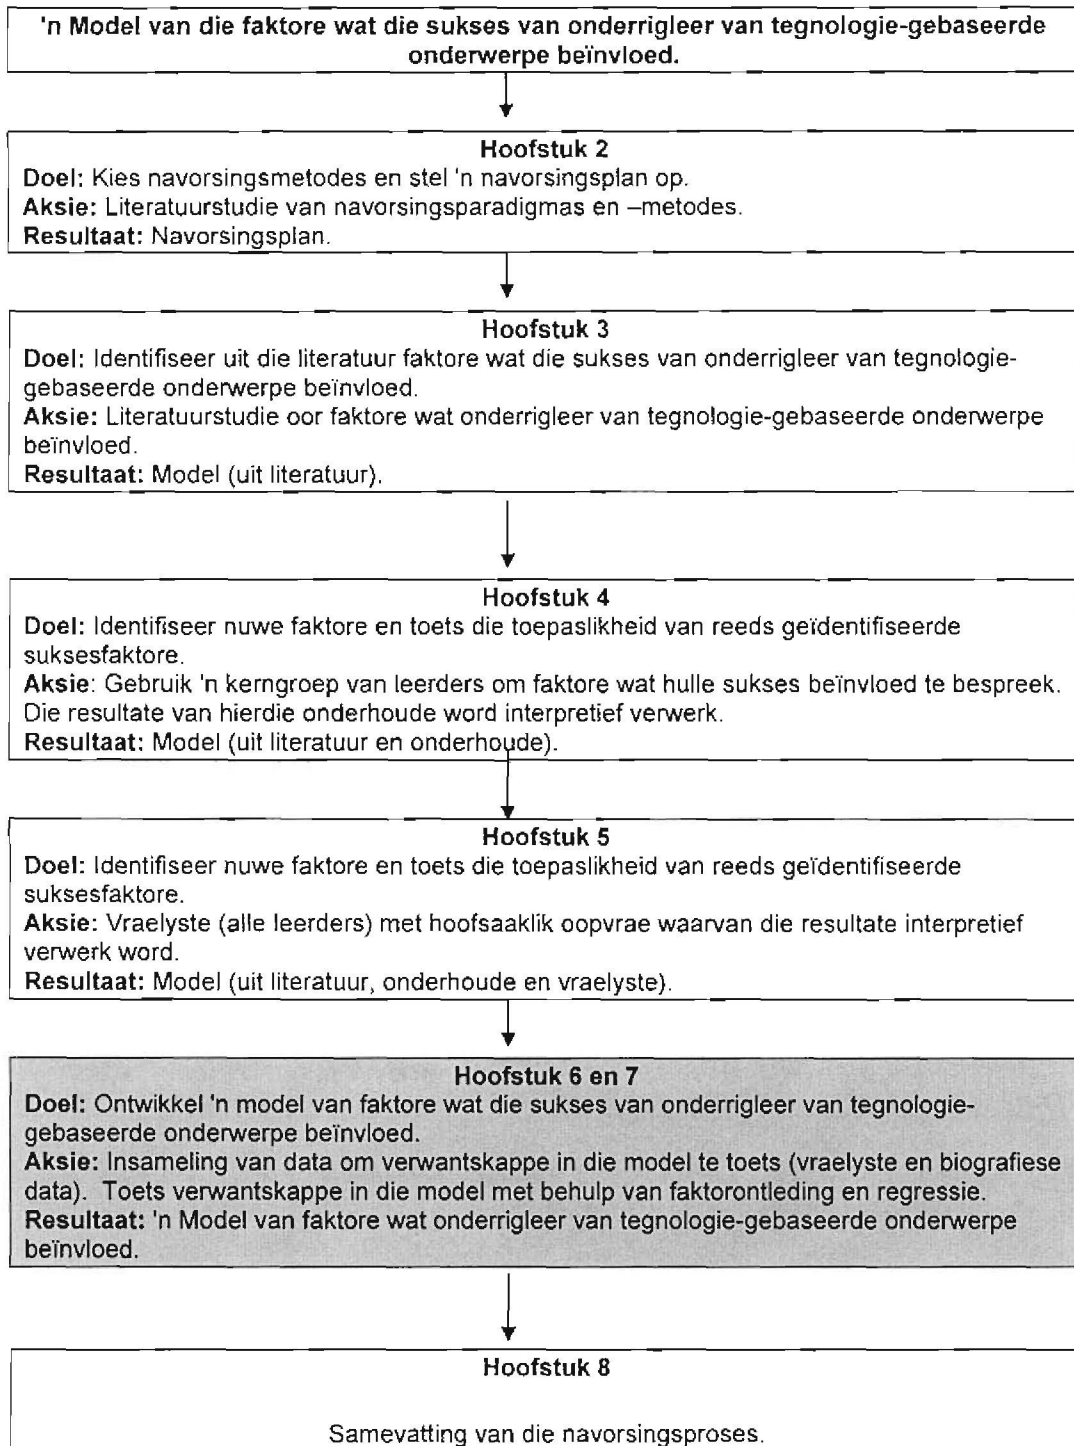 'n Model van die faktore wat die sukses van onderrigleer van tegnologie-gebaseerde
onderwerpe beïnvloed.
Hoofstuk 2
Doel: Kies navorsingsmetodes en stel 'n navorsingsplan op.
Aksie: Literatuurstudie van navorsingsparadigmas en –metodes.
Resultaat: Navorsingsplan.
Hoofstuk 3
Doel: Identifiseer uit die literatuur faktore wat die sukses van onderrigleer van tegnologie-
gebaseerde onderwerpe beïnvloed.
Aksie: Literatuurstudie oor faktore wat onderrigleer van tegnologie-gebaseerde onderwerpe
beïnvloed.
Resultaat: Model (uit literatuur).
Hoofstuk 4
Doel: Identifiseer nuwe faktore en toets die toepaslikheid van reeds geïdentifiseerde
suksesfaktore.
Aksie: Gebruik 'n kerngroep van leerders om faktore wat hulle sukses beïnvloed te bespreek.
Die resultate van hierdie onderhoude word interpretief verwerk.
Resultaat: Model (uit literatuur en onderhoude).
Hoofstuk 5
Doel: Identifiseer nuwe faktore en toets die toepaslikheid van reeds geïdentifiseerde
suksesfaktore.
Aksie: Vraelyste (alle leerders) met hoofsaaklik oopvrae waarvan die resultate interpretief
verwerk word.
Resultaat: Model (uit literatuur, onderhoude en vraelyste).
Hoofstuk 6 en 7
Doel: Ontwikkel 'n model van faktore wat die sukses van onderrigleer van tegnologie-
gebaseerde onderwerpe beïnvloed.
Aksie: Insameling van data om verwantskappe in die model te toets (vraelyste en biografiese
data). Toets verwantskappe in die model met behulp van faktorontleding en regressie.
Resultaat: 'n Model van faktore wat onderrigleer van tegnologie-gebaseerde onderwerpe
beïnvloed.
Hoofstuk 8
Samevatting van die navorsingsproses.